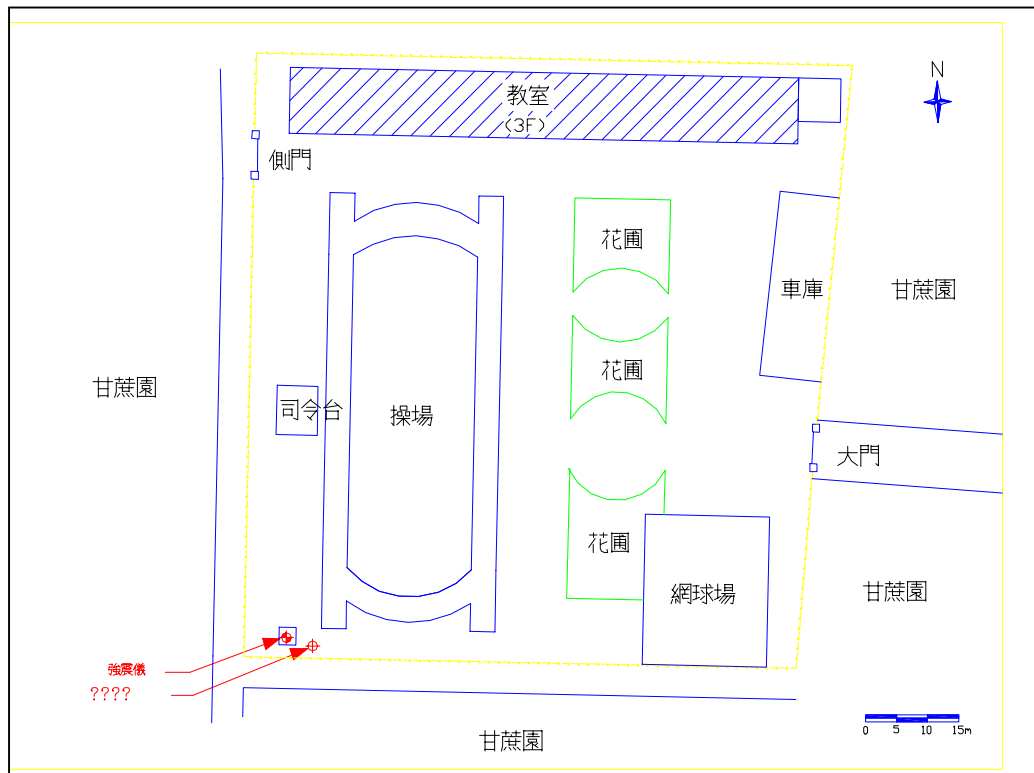 N
教室
(3F)
側門
花圃
車庫
甘蔗園
花圃
甘蔗園
司令台
操場
大門
花圃
網球場
甘蔗園
強震儀
????
0 5 10 15m
甘蔗園